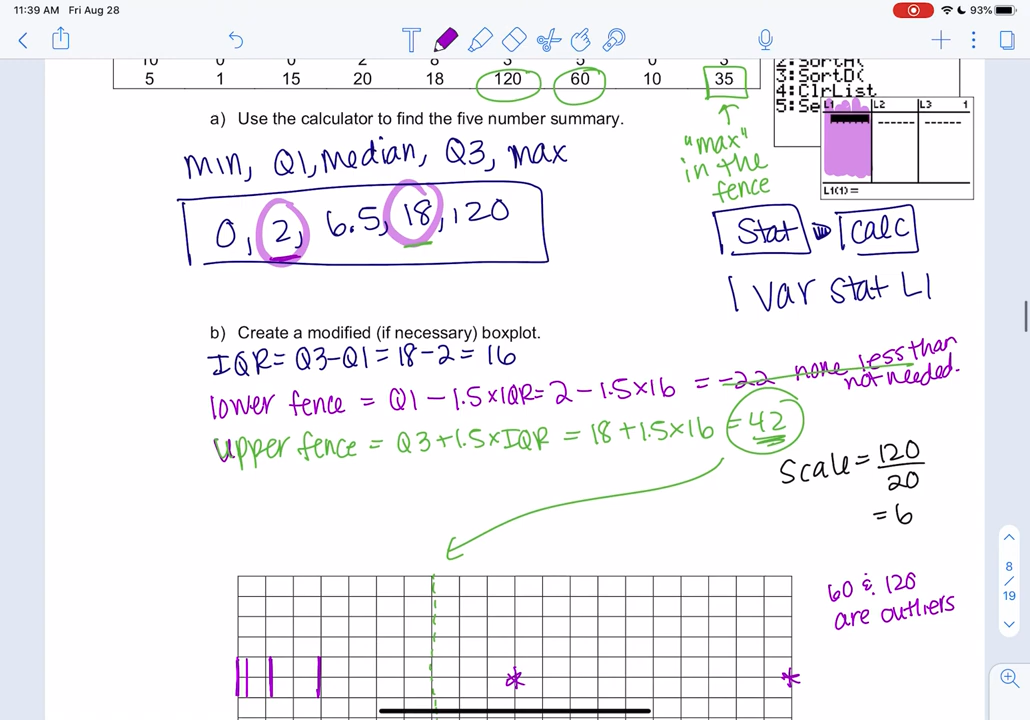 11:39 AM Fri Aug 28
93%
5 1 15 20 18 120 60 10 35
2:SortA(
3:SortD(
4:ClrList
5:Se
L1 L2 L3 1
L1(1)=
a) Use the calculator to find the five number summary.
min, Q1, median, Q3, max
0, 2, 6.5, 18, 120
"max"
in the
fence
Stat Calc
1 Var Stat L1
b) Create a modified (if necessary) boxplot.
IQR = Q3-Q1 = 18-2 = 16
lower fence = Q1 - 1.5×IQR = 2 - 1.5×16 = -22 none less than
not needed.
upper fence = Q3+1.5×IQR = 18+1.5×16 = 42
Scale = 120
20
= 6
60 & 120
are outliers
8
/
19